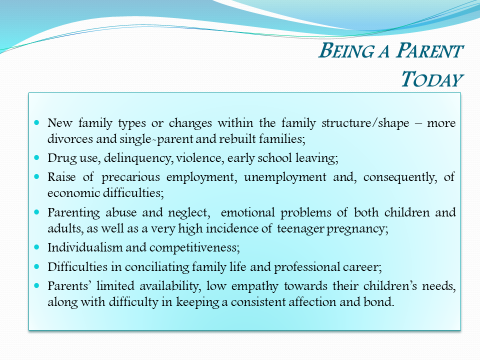 BEING A PARENT
TODAY
New family types or changes within the family structure/shape – more
divorces and single-parent and rebuilt families;
Drug use, delinquency, violence, early school leaving;
Raise of precarious employment, unemployment and, consequently, of
economic difficulties;
Parenting abuse and neglect, emotional problems of both children and
adults, as well as a very high incidence of teenager pregnancy;
Individualism and competitiveness;
Difficulties in conciliating family life and professional career;
Parents’ limited availability, low empathy towards their children’s needs,
along with difficulty in keeping a consistent affection and bond.